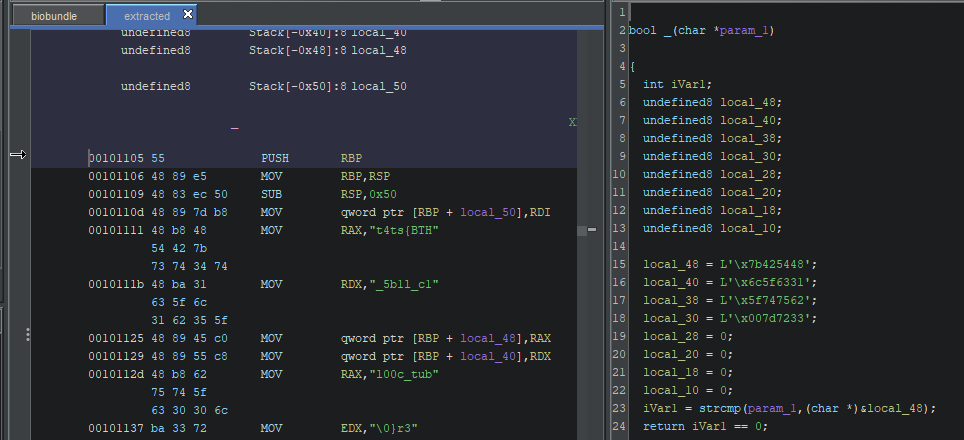 biobundle extracted
undefined8 Stack[-0x40]:8 local_40
undefined8 Stack[-0x48]:8 local_48
undefined8 Stack[-0x50]:8 local_50
_
X
00101105 55 PUSH RBP
00101106 48 89 e5 MOV RBP,RSP
00101109 48 83 ec 50 SUB RSP,0x50
0010110d 48 89 7d b8 MOV qword ptr [RBP + local_50],RDI
00101111 48 b8 48 MOV RAX,"t4ts{BTH"
54 42 7b
73 74 34 74
0010111b 48 ba 31 MOV RDX,"_5b1l_c1"
63 5f 6c
31 62 35 5f
00101125 48 89 45 c0 MOV qword ptr [RBP + local_48],RAX
00101129 48 89 55 c8 MOV qword ptr [RBP + local_40],RDX
0010112d 48 b8 62 MOV RAX,"l00c_tub"
75 74 5f
63 30 30 6c
00101137 ba 33 72 MOV EDX,"\0}r3"
1
2 bool _(char *param_1)
3
4 {
5 int iVar1;
6 undefined8 local_48;
7 undefined8 local_40;
8 undefined8 local_38;
9 undefined8 local_30;
10 undefined8 local_28;
11 undefined8 local_20;
12 undefined8 local_18;
13 undefined8 local_10;
14
15 local_48 = L'\x7b425448';
16 local_40 = L'\x6c5f6331';
17 local_38 = L'\x5f747562';
18 local_30 = L'\x007d7233';
19 local_28 = 0;
20 local_20 = 0;
21 local_18 = 0;
22 local_10 = 0;
23 iVar1 = strcmp(param_1,(char *)&local_48);
24 return iVar1 == 0;